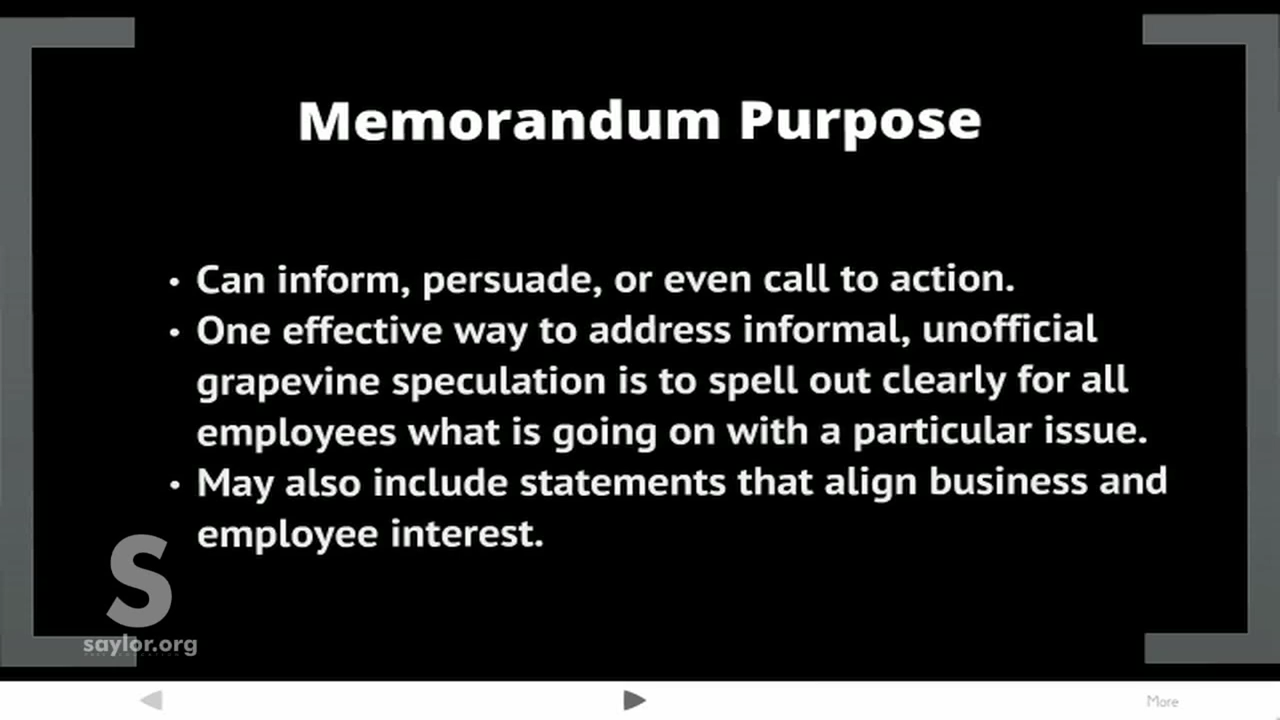 Memorandum Purpose
• Can inform, persuade, or even call to action.
• One effective way to address informal, unofficial
grapevine speculation is to spell out clearly for all
employees what is going on with a particular issue.
• May also include statements that align business and
employee interest.
S
saylor.org
More